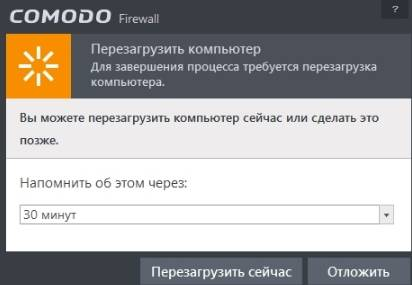 COMODO Firewall
?
Перезагрузить компьютер
Для завершения процесса требуется перезагрузка
компьютера.
Вы можете перезагрузить компьютер сейчас или сделать это
позже.
Напомнить об этом через:
30 минут
Перезагрузить сейчас
Отложить